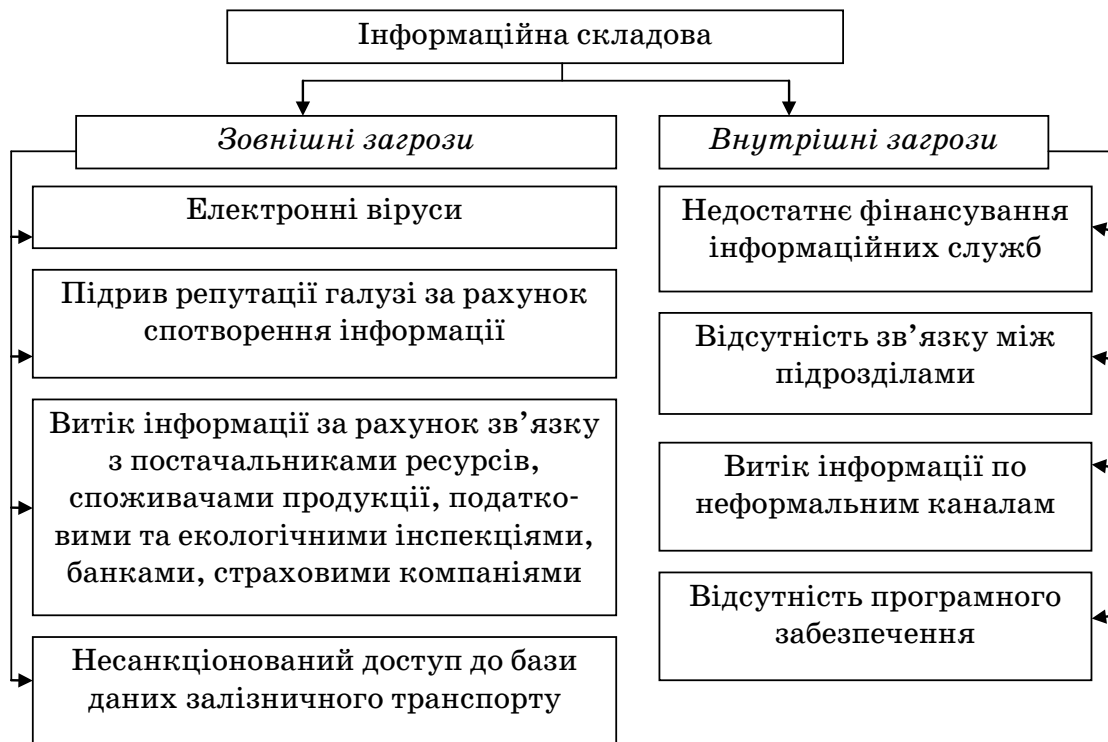 Інформаційна складова
Зовнішні загрози
Електронні віруси
Підрив репутації галузі за рахунок
спотворення інформації
Витік інформації за рахунок зв’язку
з постачальниками ресурсів,
споживачами продукції, податко-
вими та екологічними інспекціями,
банками, страховими компаніями
Несанкціонований доступ до бази
даних залізничного транспорту
Внутрішні загрози
Недостатнє фінансування
інформаційних служб
Відсутність зв’язку між
підрозділами
Витік інформації по
неформальним каналам
Відсутність програмного
забезпечення